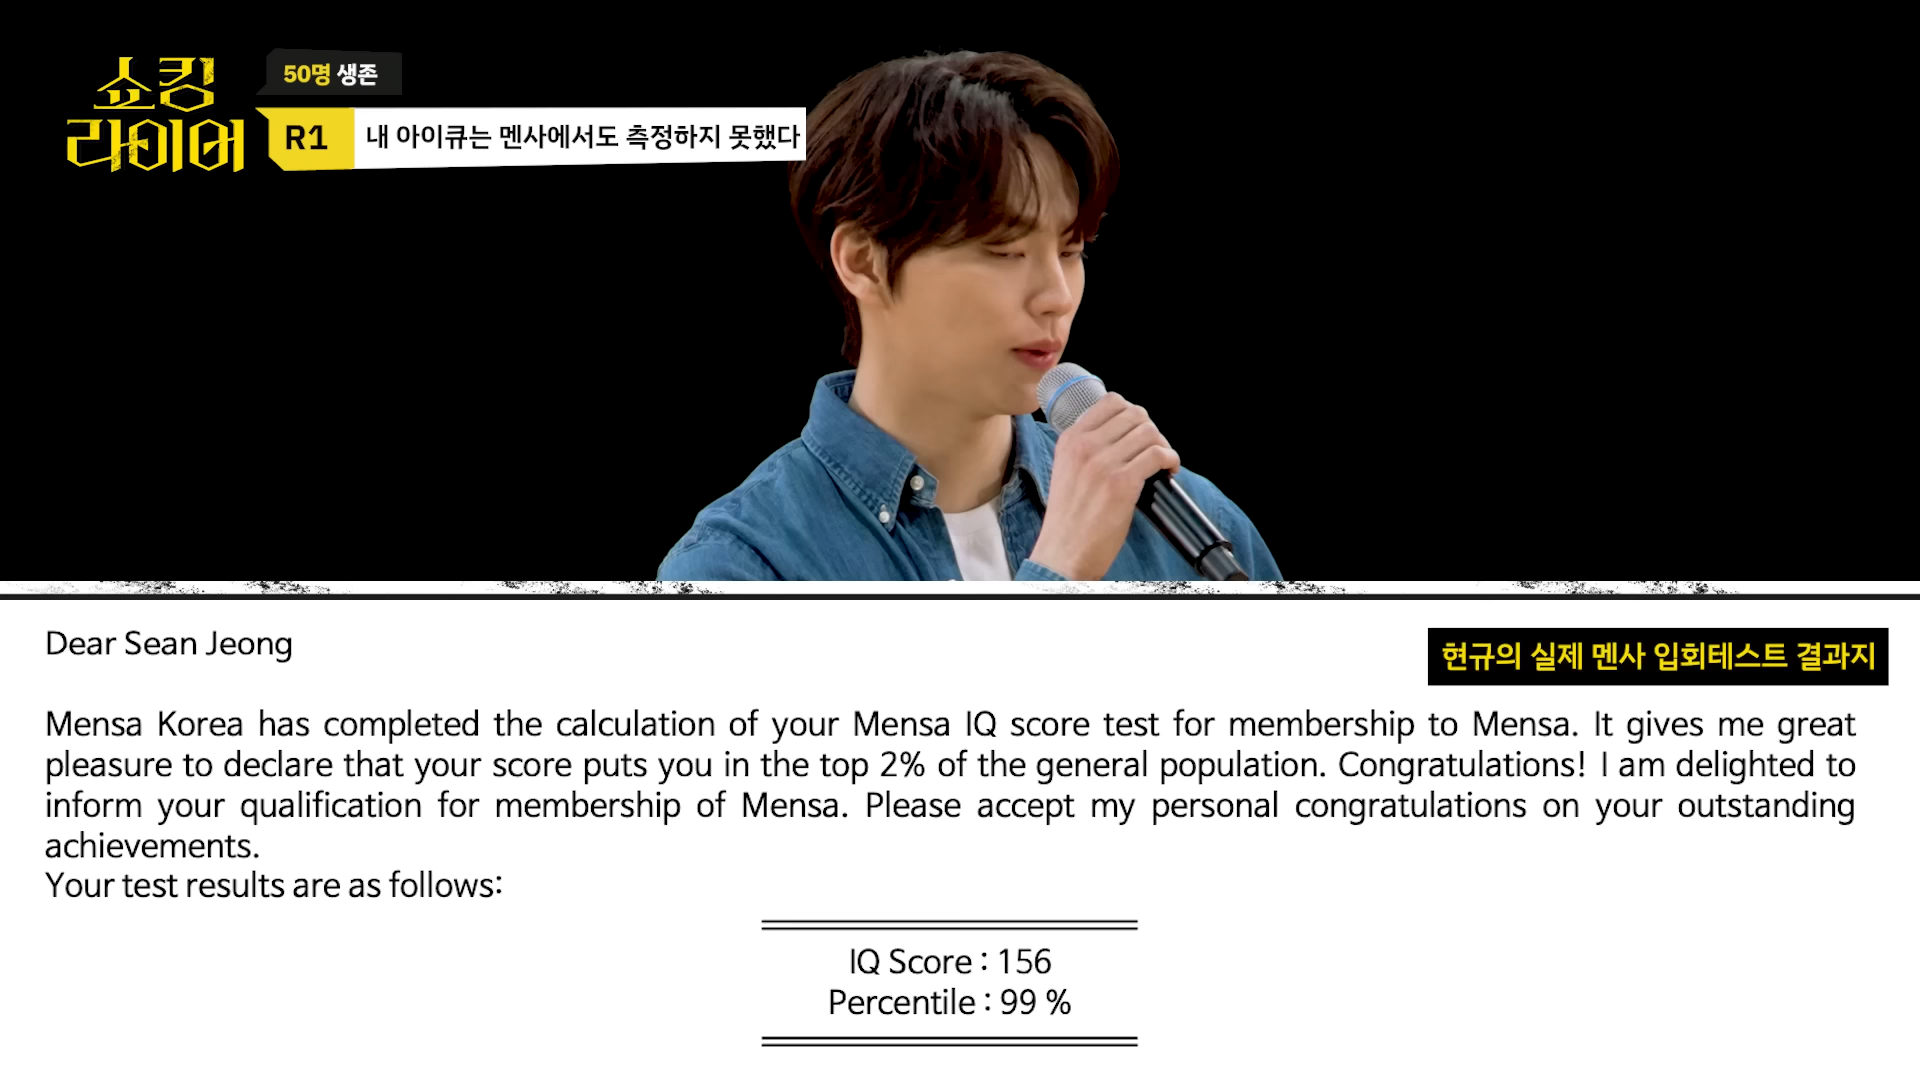 쇼킹
라이어
50명 생존
R1
내 아이큐는 멘사에서도 측정하지 못했다
Dear Sean Jeong
현규의 실제 멘사 입회테스트 결과지
Mensa Korea has completed the calculation of your Mensa IQ score test for membership to Mensa. It gives me great
pleasure to declare that your score puts you in the top 2% of the general population. Congratulations! I am delighted to
inform your qualification for membership of Mensa. Please accept my personal congratulations on your outstanding
achievements.
Your test results are as follows:
IQ Score : 156
Percentile : 99 %